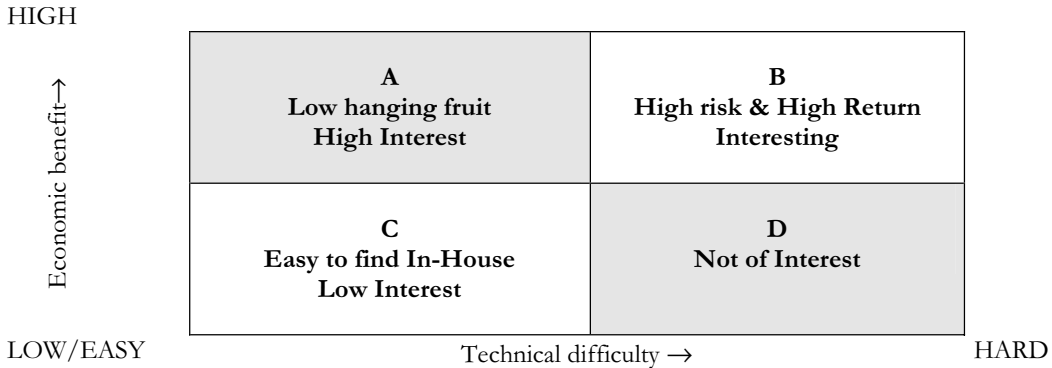 HIGH
Economic benefit→
A
Low hanging fruit
High Interest
B
High risk & High Return
Interesting
C
Easy to find In-House
Low Interest
D
Not of Interest
LOW/EASY
Technical difficulty →
HARD